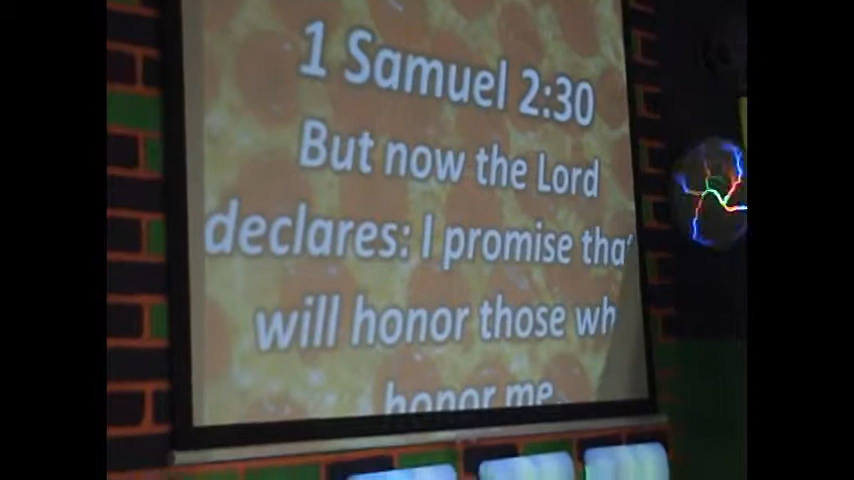 1 Samuel 2:30
But now the Lord
declares: I promise tha
will honor those wh
honor me